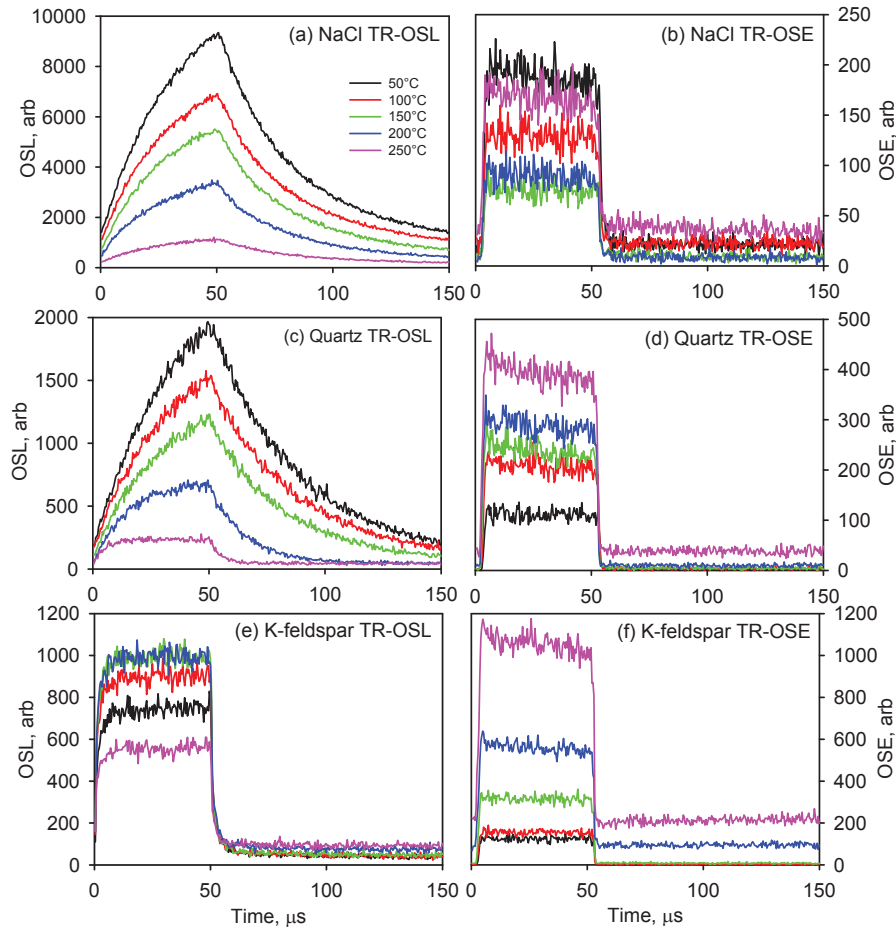 (a) NaCl TR-OSL
10000
8000
6000
4000
2000
0
OSL, arb
50°C
100°C
150°C
200°C
250°C
0 50 100 150
(b) NaCl TR-OSE
250
200
150
100
50
0
OSE, arb
0 50 100 150
(c) Quartz TR-OSL
2000
1500
1000
500
0
OSL, arb
0 50 100 150
(d) Quartz TR-OSE
500
400
300
200
100
0
OSE, arb
0 50 100 150
(e) K-feldspar TR-OSL
1200
1000
800
600
400
200
0
OSL, arb
0 50 100 150
Time, μs
(f) K-feldspar TR-OSE
1200
1000
800
600
400
200
0
OSE, arb
0 50 100 150
Time, μs